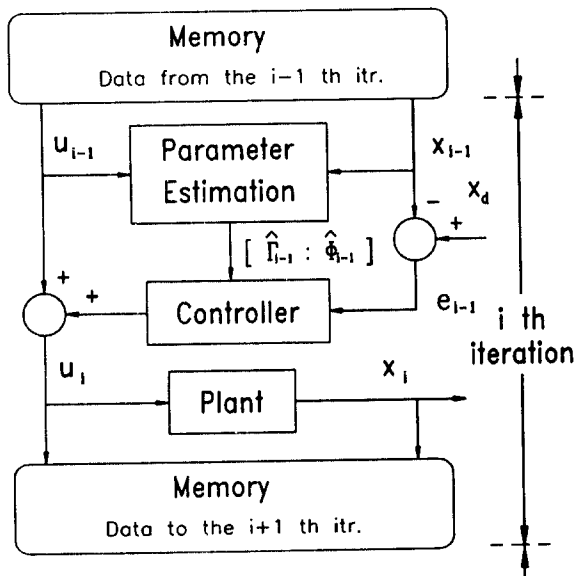 Memory
Data from the i-1 th itr.
u_{i-1}
Parameter
Estimation
x_{i-1}
−
x_d
+
[ Γ̂_{i-1} : Φ̂_{i-1} ]
+
+
Controller
e_{i-1}
i th
iteration
u_i
x_i
Plant
Memory
Data to the i+1 th itr.